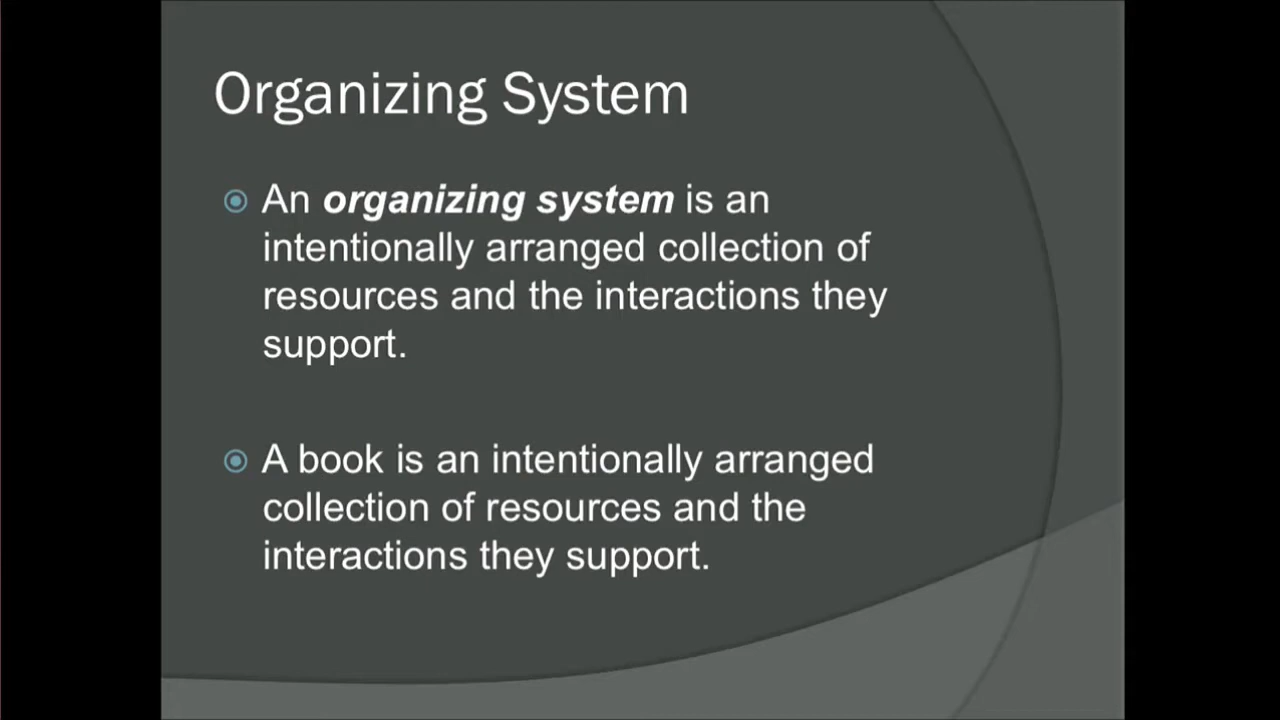 Organizing System
An organizing system is an
intentionally arranged collection of
resources and the interactions they
support.
A book is an intentionally arranged
collection of resources and the
interactions they support.